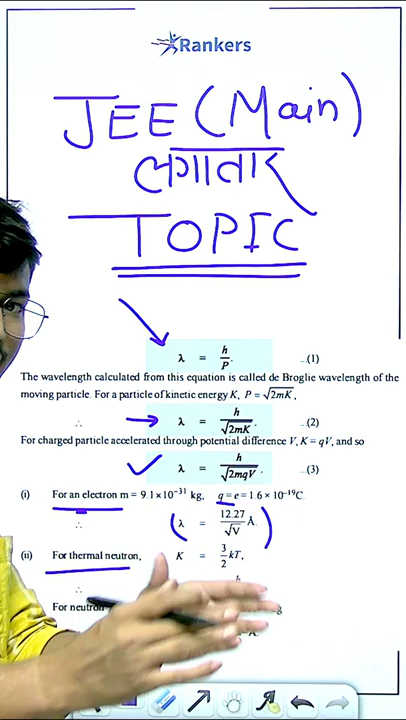 Rankers
JEE (Main)
लगातार
TOPIC
λ = h/P. ...(1)
The wavelength calculated from this equation is called de Broglie wavelength of the
moving particle. For a particle of kinetic energy K, P = √2mK,
∴ λ = h/√2mK. ...(2)
For charged particle accelerated through potential difference V, K = qV, and so
λ = h/√2mqV. ...(3)
(i) For an electron m = 9.1×10⁻³¹ kg, q = e = 1.6 × 10⁻¹⁹C.
∴ λ = 12.27/√V Å.
(ii) For thermal neutron, K = 3/2 kT,
∴ h
For neutron